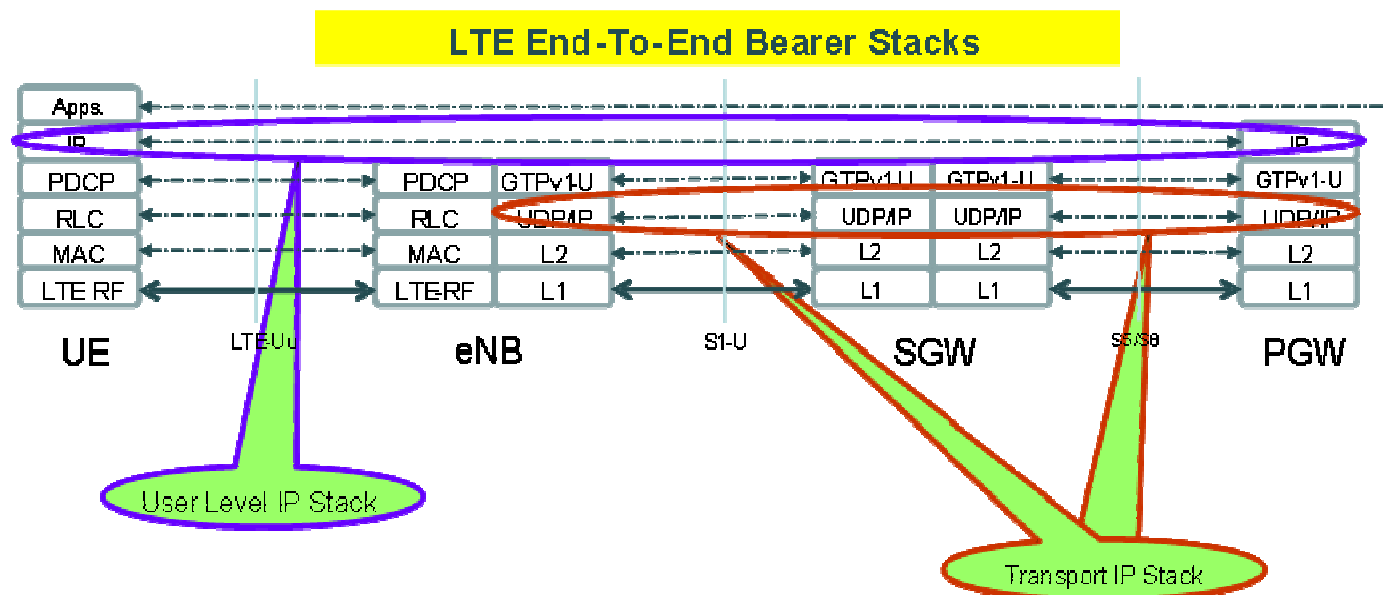 LTE End-To-End Bearer Stacks
Apps.
IP IP
PDCP PDCP GTPv1-U GTPv1-U GTPv1-U GTPv1-U
RLC RLC UDP/IP UDP/IP UDP/IP UDP/IP
MAC MAC L2 L2 L2 L2
LTE RF LTE-RF L1 L1 L1 L1
LTE-Uu S1-U S5/S8
UE eNB SGW PGW
User Level IP Stack
Transport IP Stack